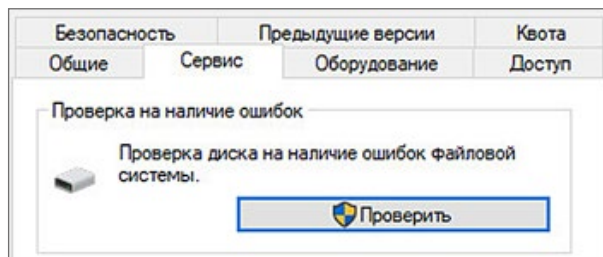 Безопасность Предыдущие версии Квота
Общие Сервис Оборудование Доступ
Проверка на наличие ошибок
Проверка диска на наличие ошибок файловой
системы.
Проверить